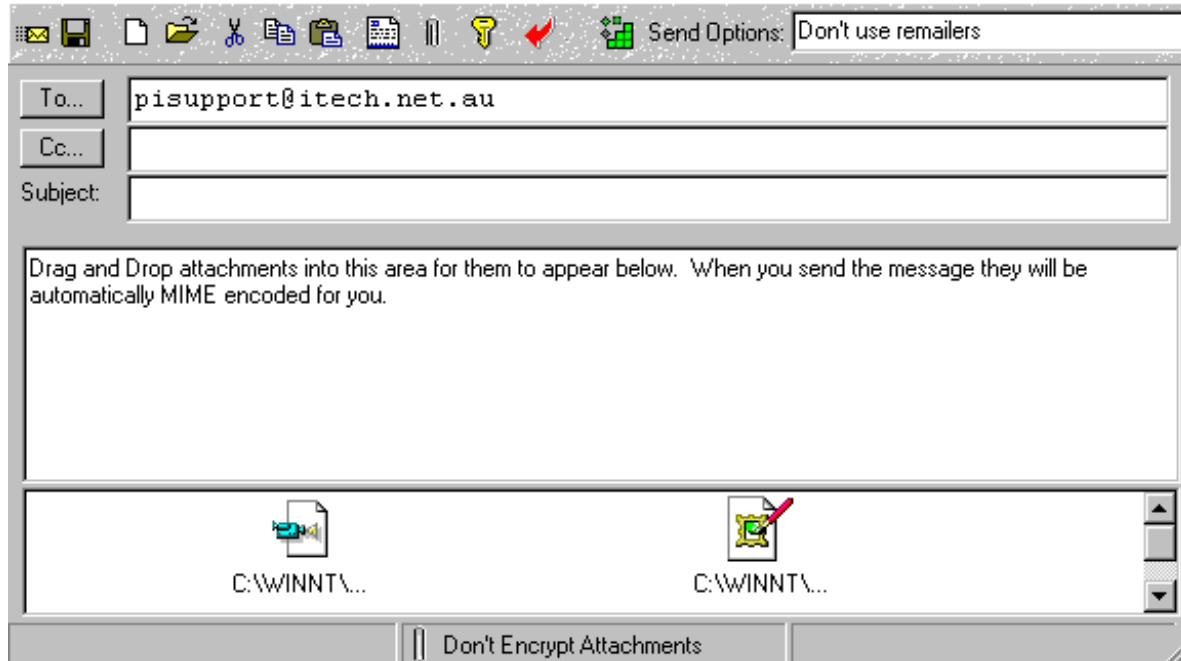 Send Options: Don't use remailers
To... pisupport@itech.net.au
Cc...
Subject:
Drag and Drop attachments into this area for them to appear below.  When you send the message they will be
automatically MIME encoded for you.
C:\WINNT\... C:\WINNT\...
Don't Encrypt Attachments